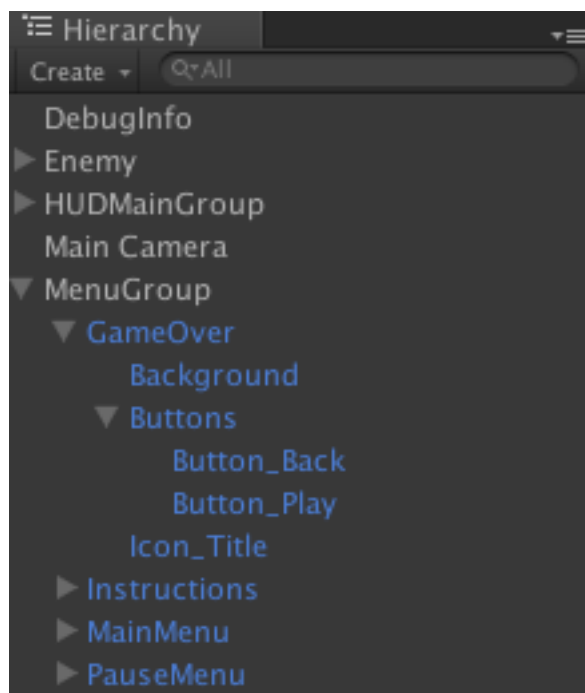 Hierarchy
Create All
DebugInfo
Enemy
HUDMainGroup
Main Camera
MenuGroup
GameOver
Background
Buttons
Button_Back
Button_Play
Icon_Title
Instructions
MainMenu
PauseMenu